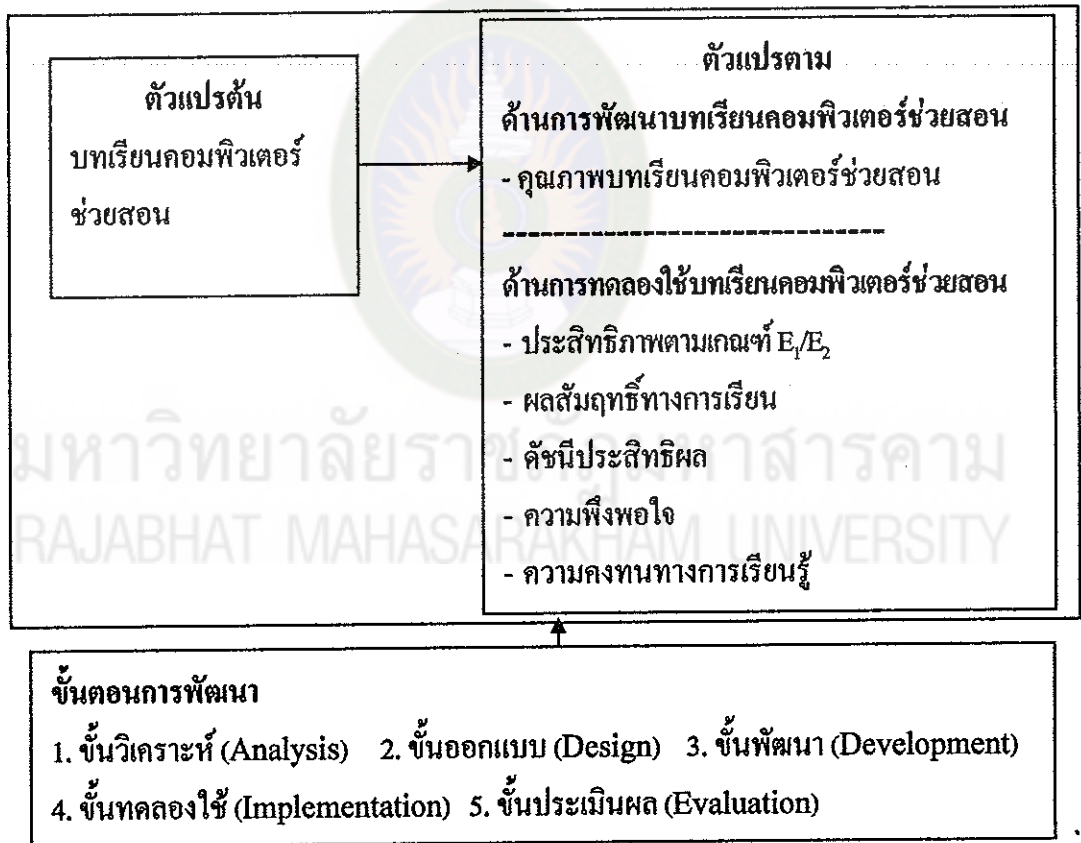 ตัวแปรต้น
บทเรียนคอมพิวเตอร์
ช่วยสอน
ตัวแปรตาม
ด้านการพัฒนาบทเรียนคอมพิวเตอร์ช่วยสอน
- คุณภาพบทเรียนคอมพิวเตอร์ช่วยสอน
------------------------------
ด้านการทดลองใช้บทเรียนคอมพิวเตอร์ช่วยสอน
- ประสิทธิภาพตามเกณฑ์ E₁/E₂
- ผลสัมฤทธิ์ทางการเรียน
- ดัชนีประสิทธิผล
- ความพึงพอใจ
- ความคงทนทางการเรียนรู้
มหาวิทยาลัยราชภัฏมหาสารคาม
RAJABHAT MAHASARAKHAM UNIVERSITY
ขั้นตอนการพัฒนา
1. ขั้นวิเคราะห์ (Analysis) 2. ขั้นออกแบบ (Design) 3. ขั้นพัฒนา (Development)
4. ขั้นทดลองใช้ (Implementation) 5. ขั้นประเมินผล (Evaluation)